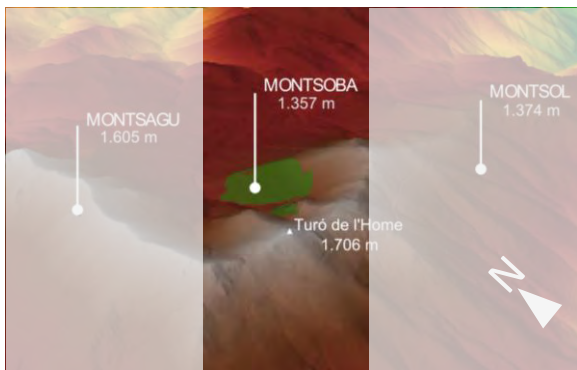 MONTSAGU
1.605 m
MONTSOBA
1.357 m
MONTSOL
1.374 m
Turó de l'Home
1.706 m
N